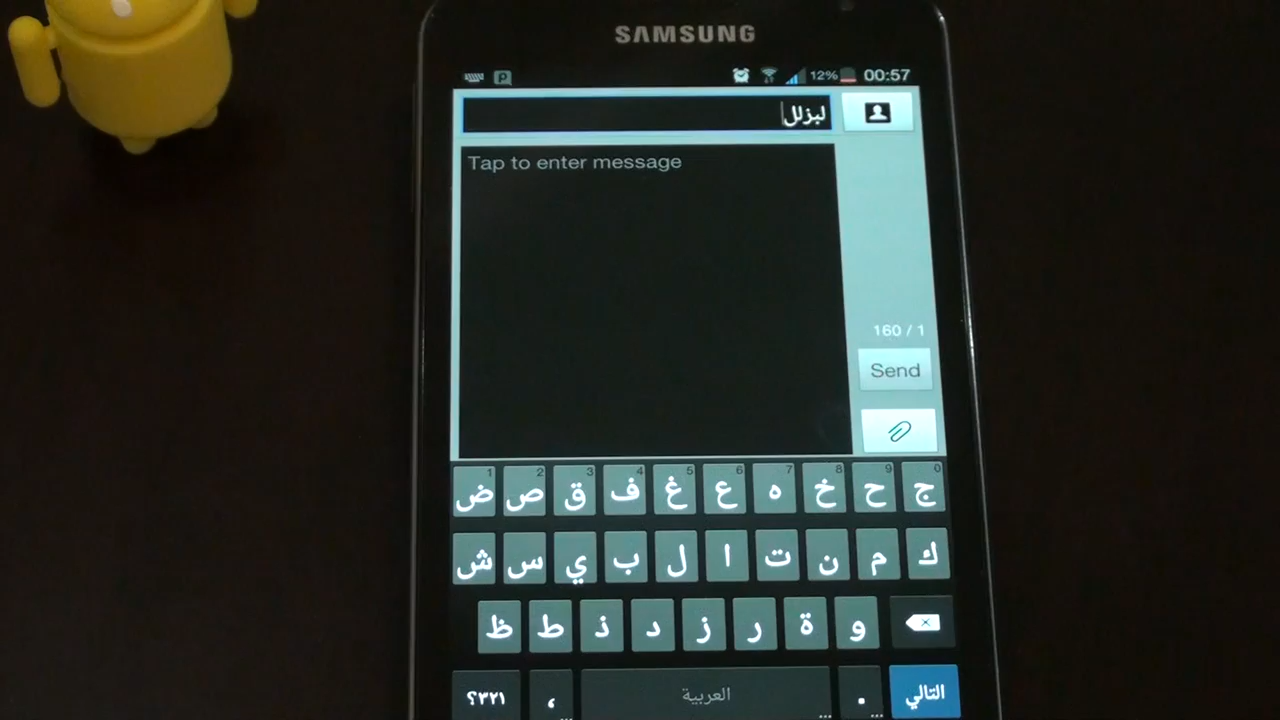 SAMSUNG
12% 00:57
لبزلل
Tap to enter message
160 / 1
Send
1 2 3 4 5 6 7 8 9 0
ض ص ق ف غ ع ه خ ح ج
ش س ي ب ل ا ت ن م ك
ظ ط ذ د ز ر ة و
؟٣٢١ ، العربية . التالي